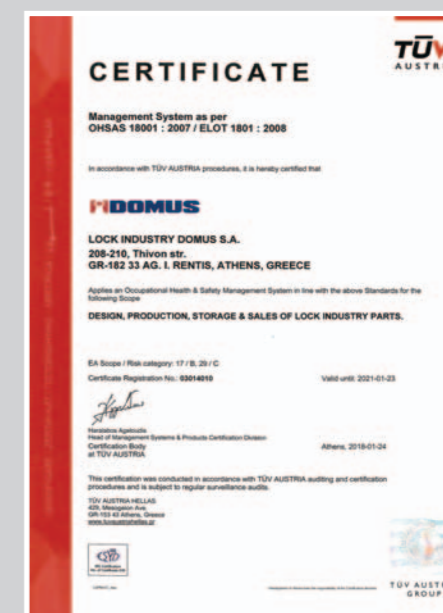 TÜV
AUSTR
CERTIFICATE
Management System as per
OHSAS 18001 : 2007 / ELOT 1801 : 2008
In accordance with TÜV AUSTRIA procedures, it is hereby certified that
DOMUS
LOCK INDUSTRY DOMUS S.A.
208-210, Thivon str.
GR-182 33 AG. I. RENTIS, ATHENS, GREECE
Applies an Occupational Health & Safety Management System in line with the above Standards for the
following Scope
DESIGN, PRODUCTION, STORAGE & SALES OF LOCK INDUSTRY PARTS.
EA Scope / Risk category: 17 / B, 29 / C
Certificate Registration No.: 03014010
Valid until: 2021-01-23
Agalioutis
Head of Management Systems & Products Certification Division
Certification Body
at TÜV AUSTRIA
Athens, 2018-01-24
This certification was conducted in accordance with TÜV AUSTRIA auditing and certification
procedures and is subject to regular surveillance audits.
TÜV AUSTRIA HELLAS
429, Mesogeion Ave.
GR-153 43 Athens, Greece
www.tuvaustriahellas.gr
TÜV AUST
GROUP